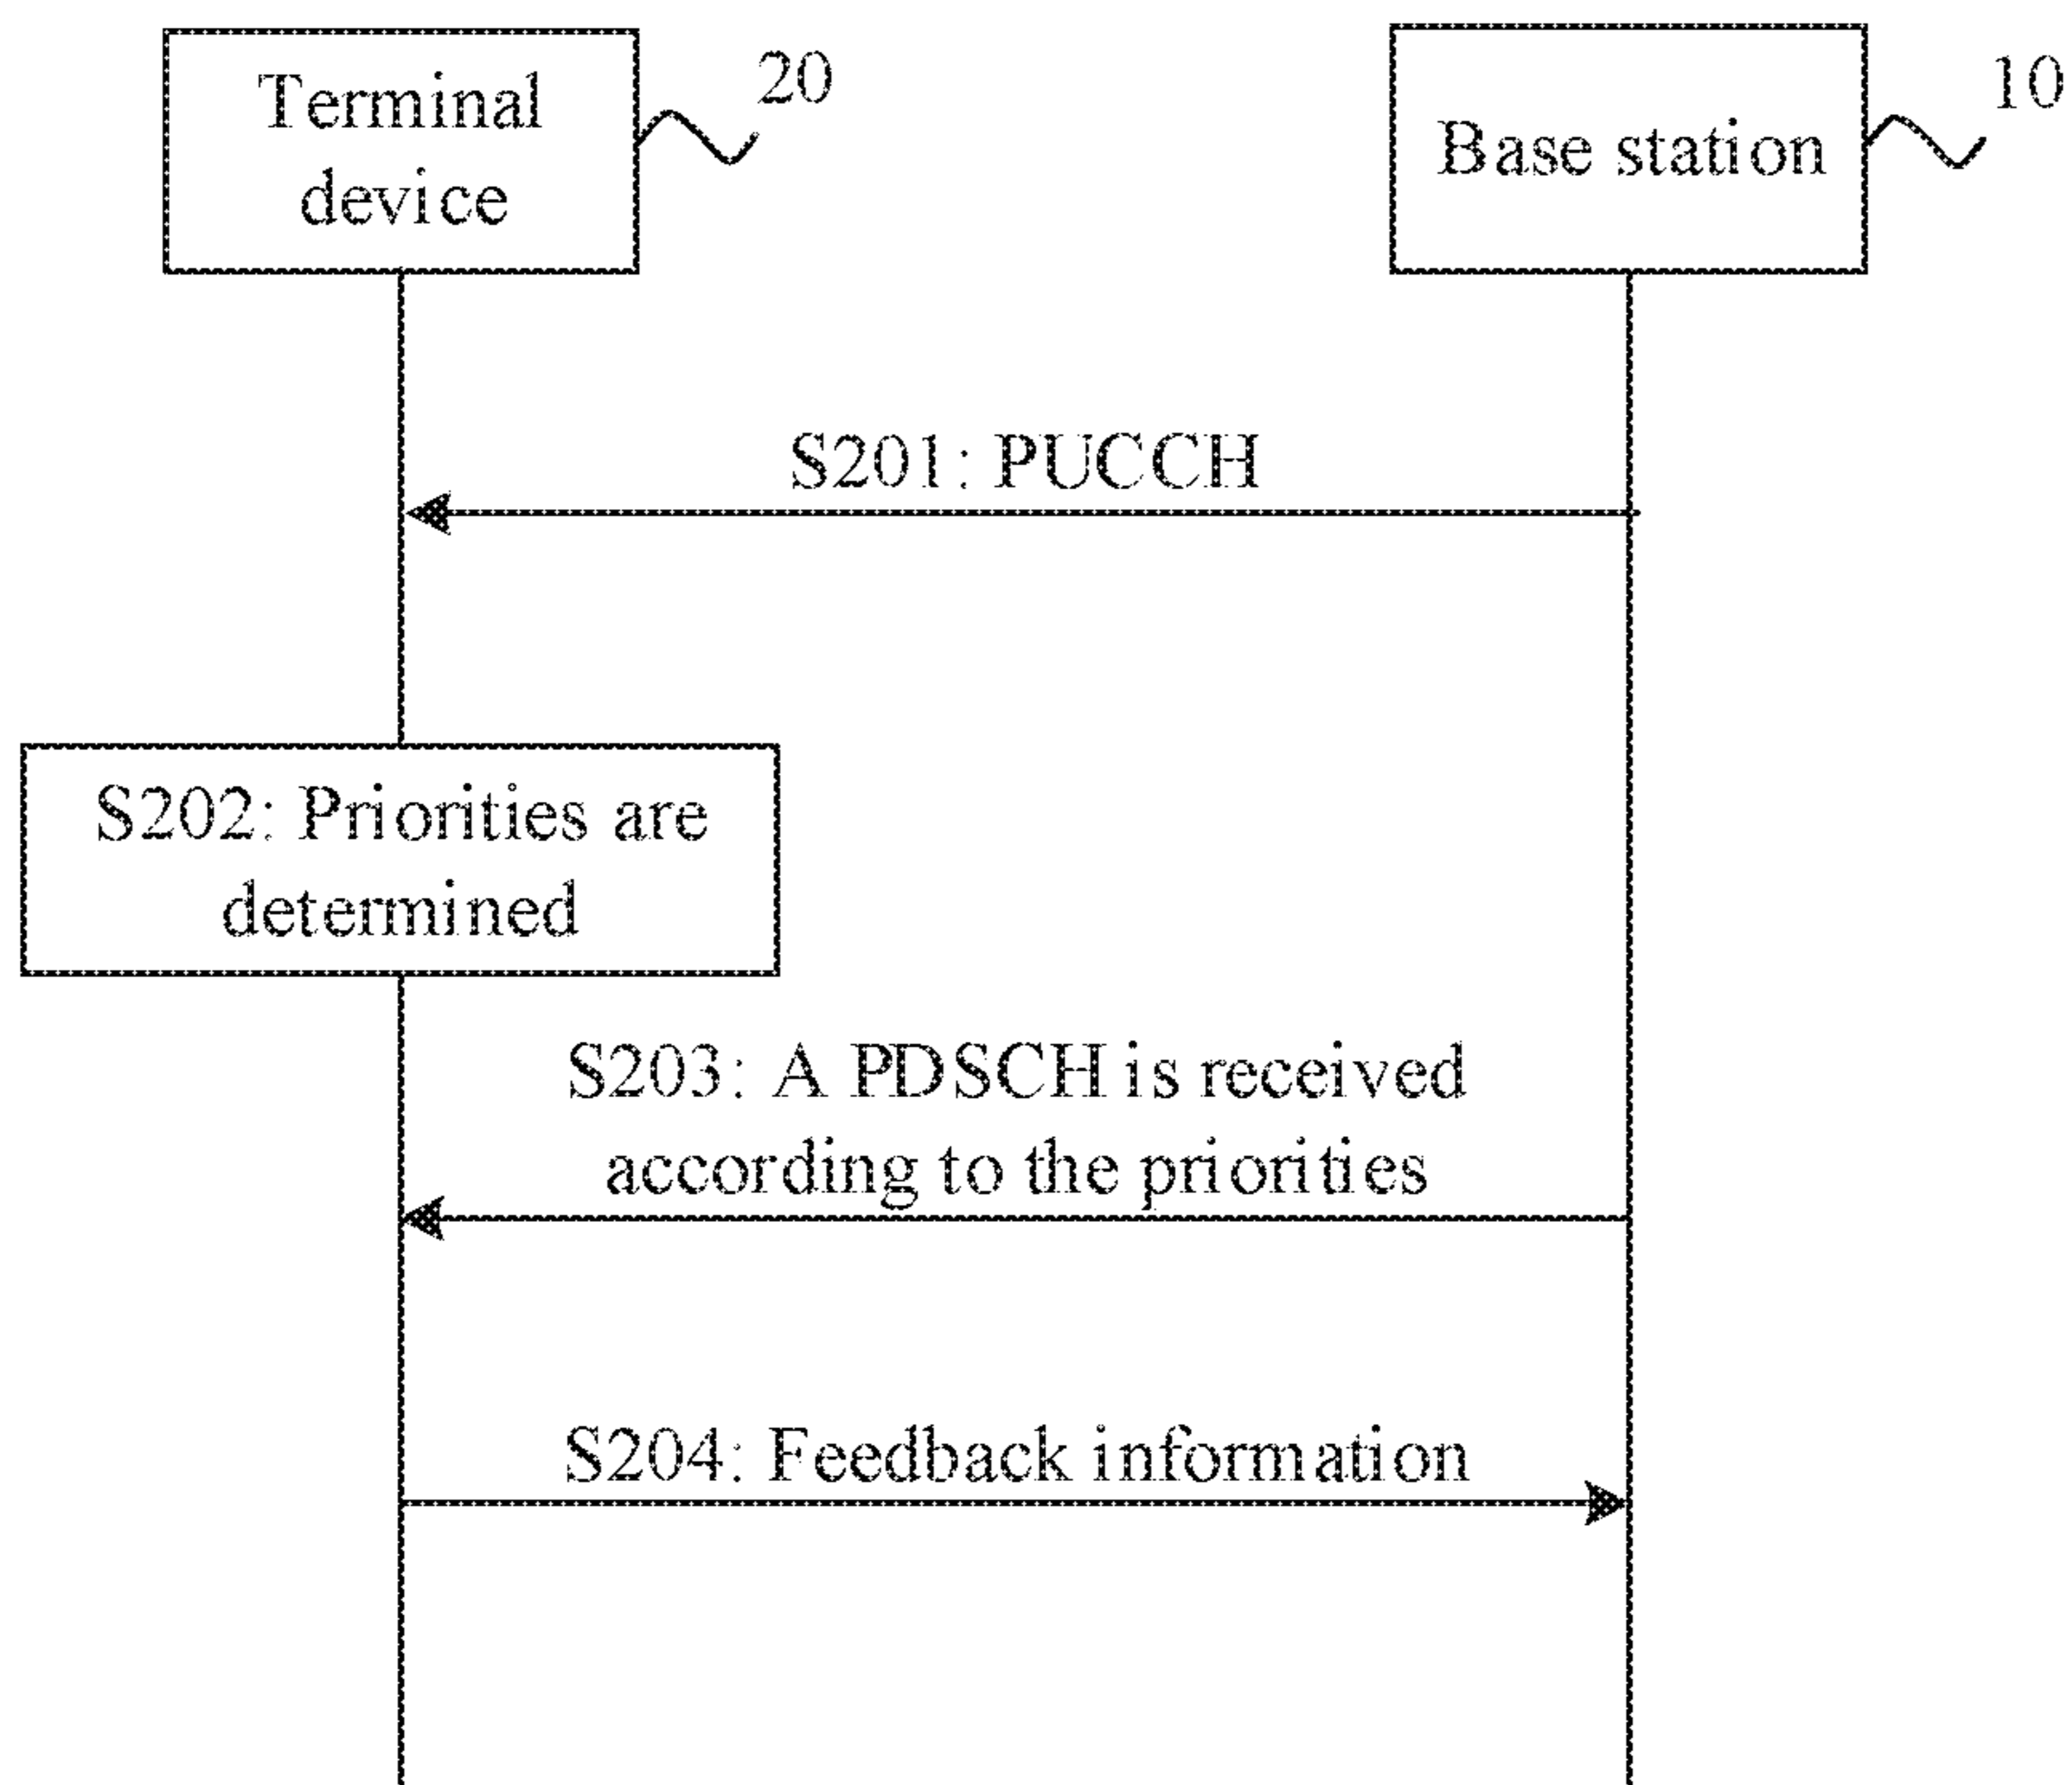 Terminal
device
20
Base station
10
S201: PUCCH
S202: Priorities are
determined
S203: A PDSCH is received
according to the priorities
S204: Feedback information